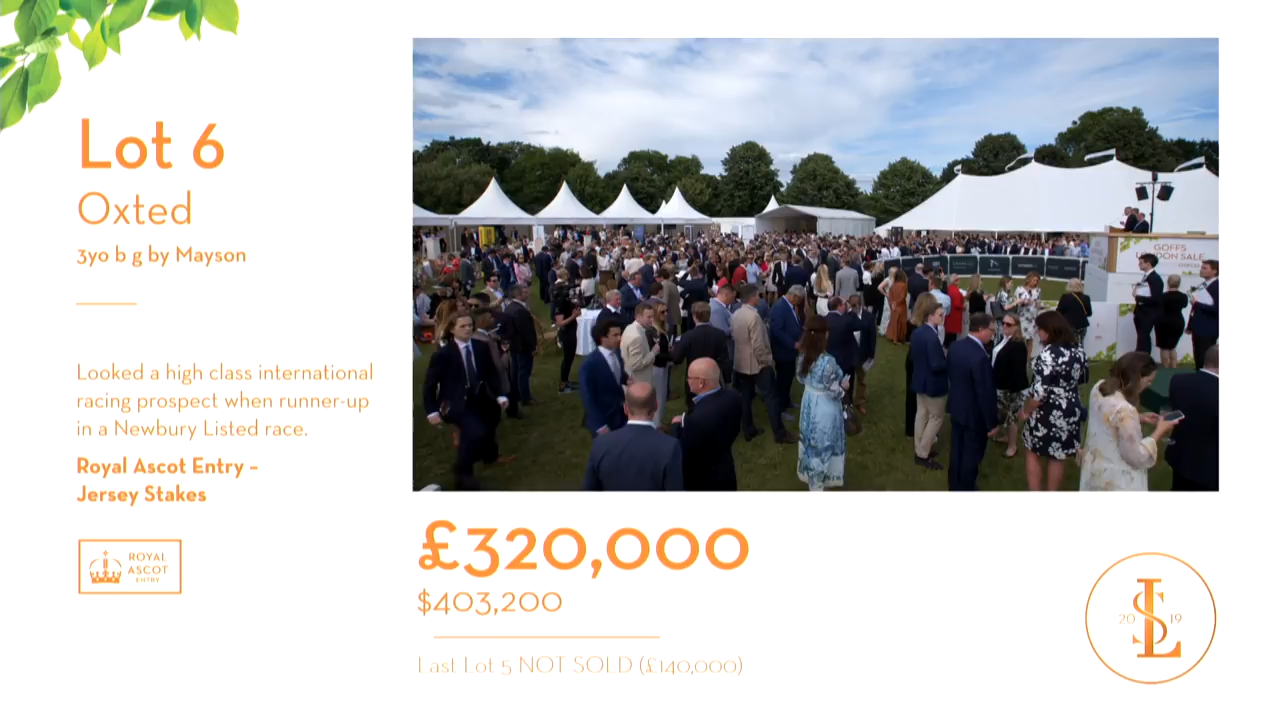 Lot 6
Oxted
3yo b g by Mayson
Looked a high class international
racing prospect when runner-up
in a Newbury Listed race.
Royal Ascot Entry –
Jersey Stakes
ROYAL
ASCOT
ENTRY
GOFFS
LONDON SALE
£320,000
$403,200
Last Lot 5 NOT SOLD (£140,000)
20 SL 19